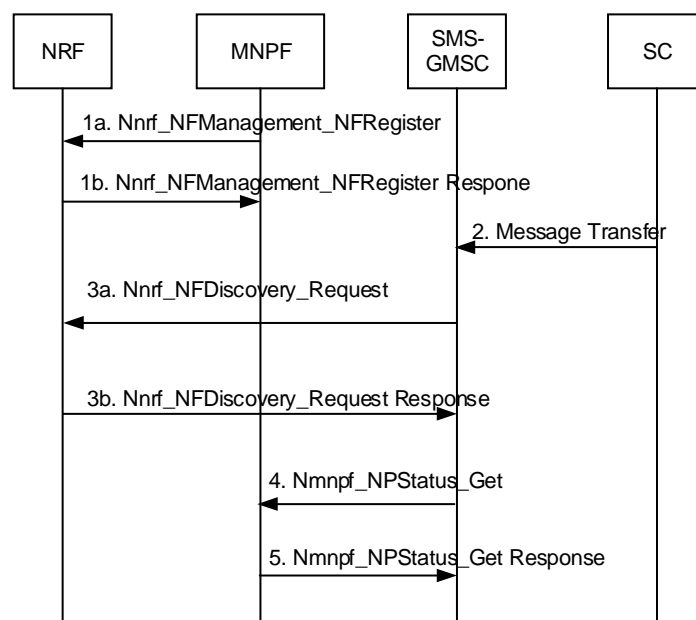 NRF
MNPF
SMS-
GMSC
SC
1a. Nnrf_NFManagement_NFRegister
1b. Nnrf_NFManagement_NFRegister Respone
2. Message Transfer
3a. Nnrf_NFDiscovery_Request
3b. Nnrf_NFDiscovery_Request Response
4. Nmnpf_NPStatus_Get
5. Nmnpf_NPStatus_Get Response